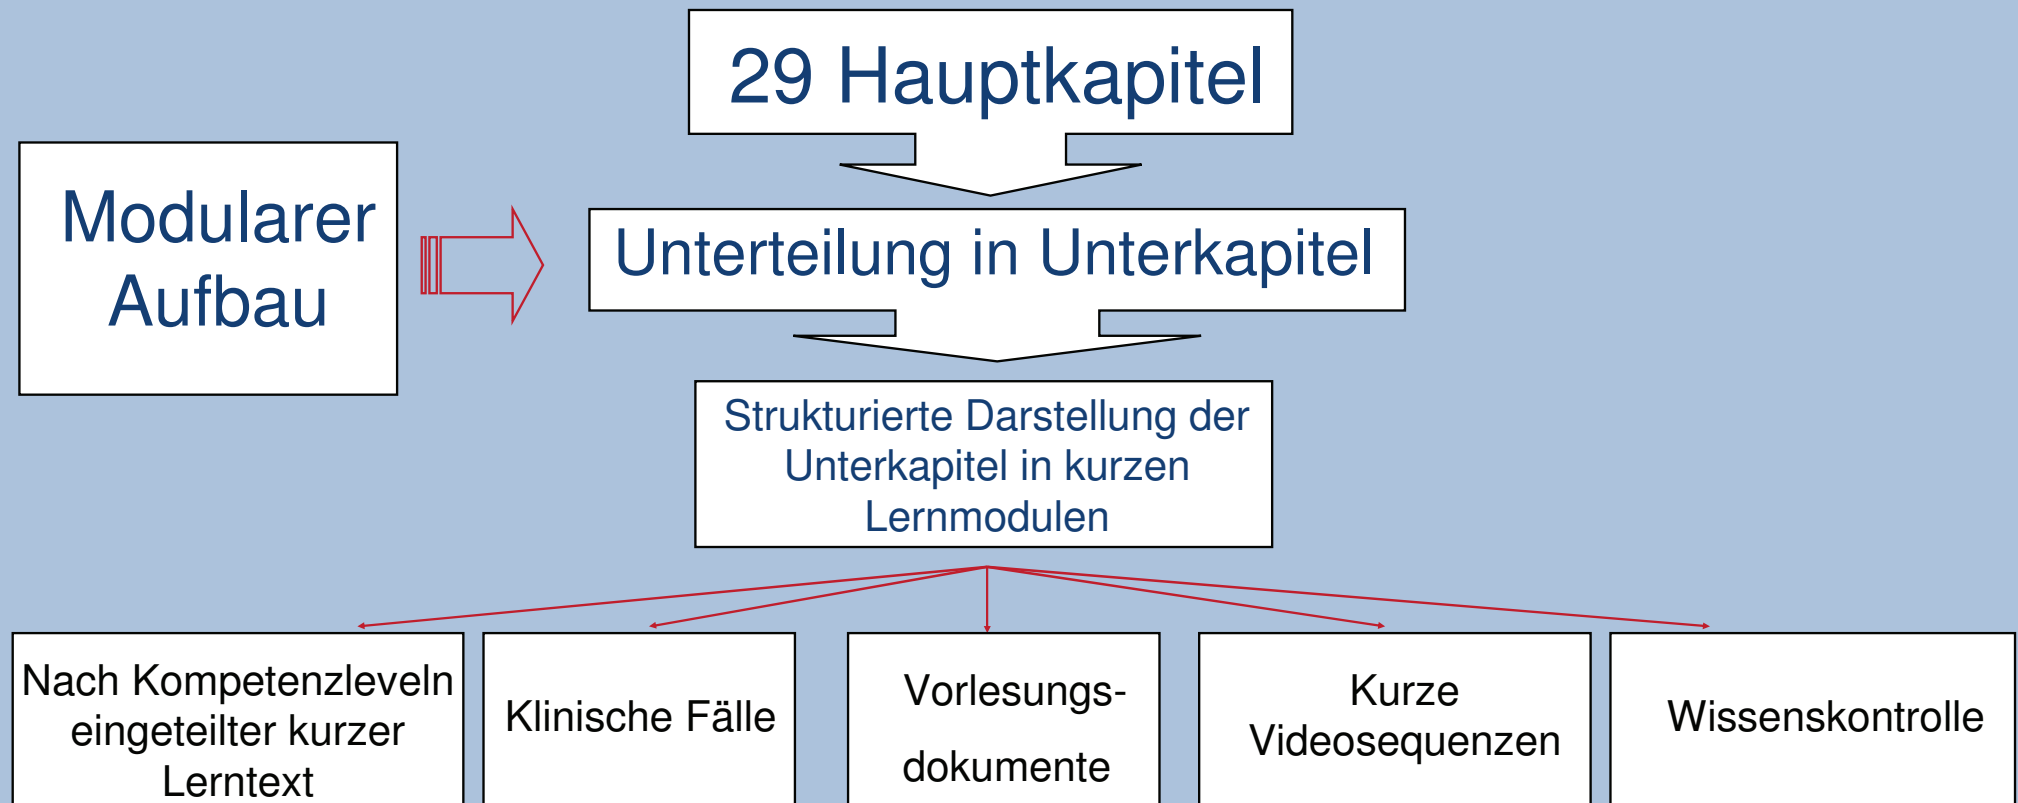 29 Hauptkapitel
Modularer
Aufbau
Unterteilung in Unterkapitel
Strukturierte Darstellung der
Unterkapitel in kurzen
Lernmodulen
Nach Kompetenzleveln
eingeteilter kurzer
Lerntext
Klinische Fälle
Vorlesungs-
dokumente
Kurze
Videosequenzen
Wissenskontrolle